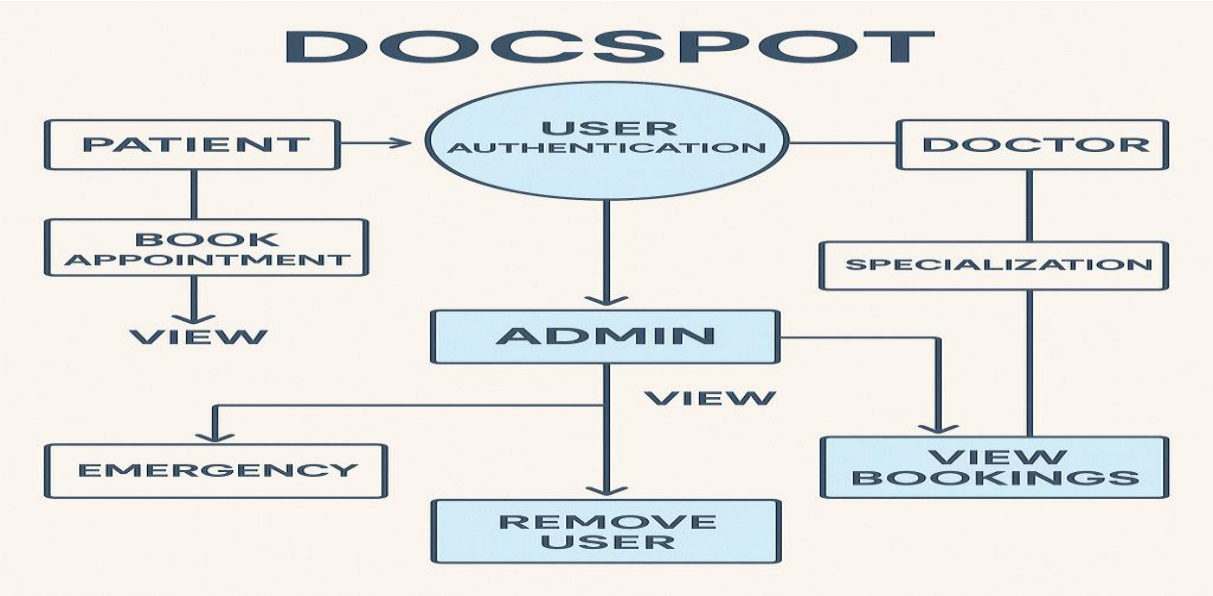 DOCSPOT
PATIENT
USER
AUTHENTICATION
DOCTOR
BOOK
APPOINTMENT
SPECIALIZATION
VIEW
ADMIN
VIEW
EMERGENCY
VIEW
BOOKINGS
REMOVE
USER